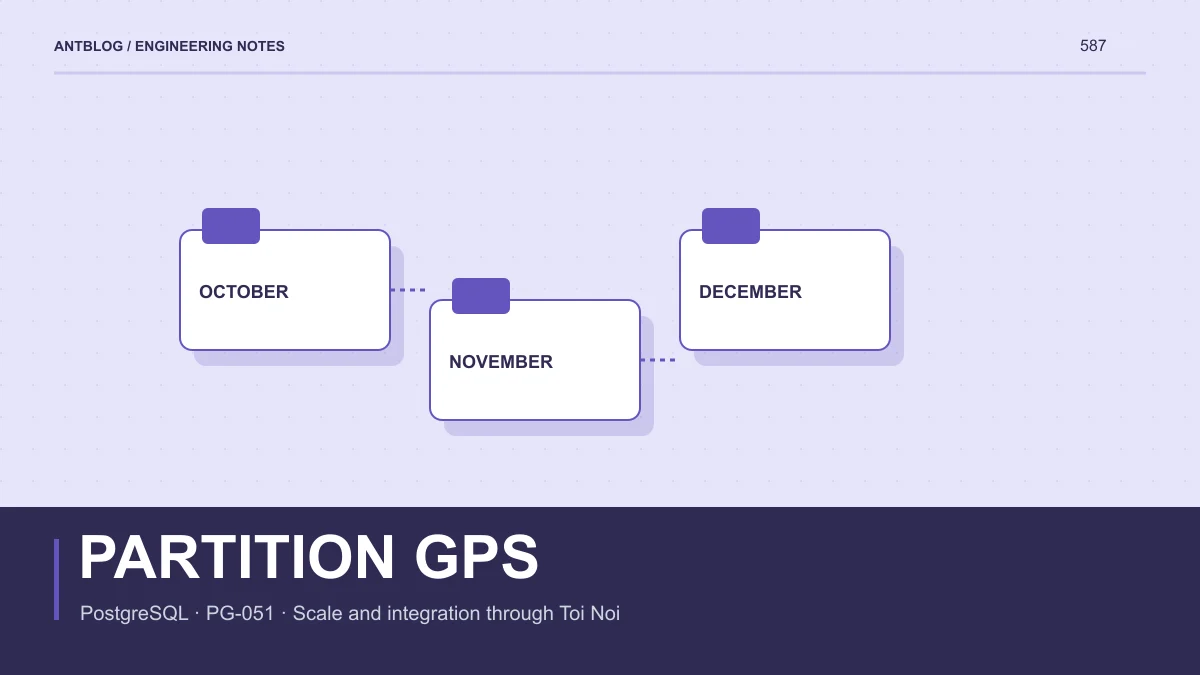 ANTBLOG / ENGINEERING NOTES
587
OCTOBER
NOVEMBER
DECEMBER
PARTITION GPS
PostgreSQL · PG-051 · Scale and integration through Toi Noi